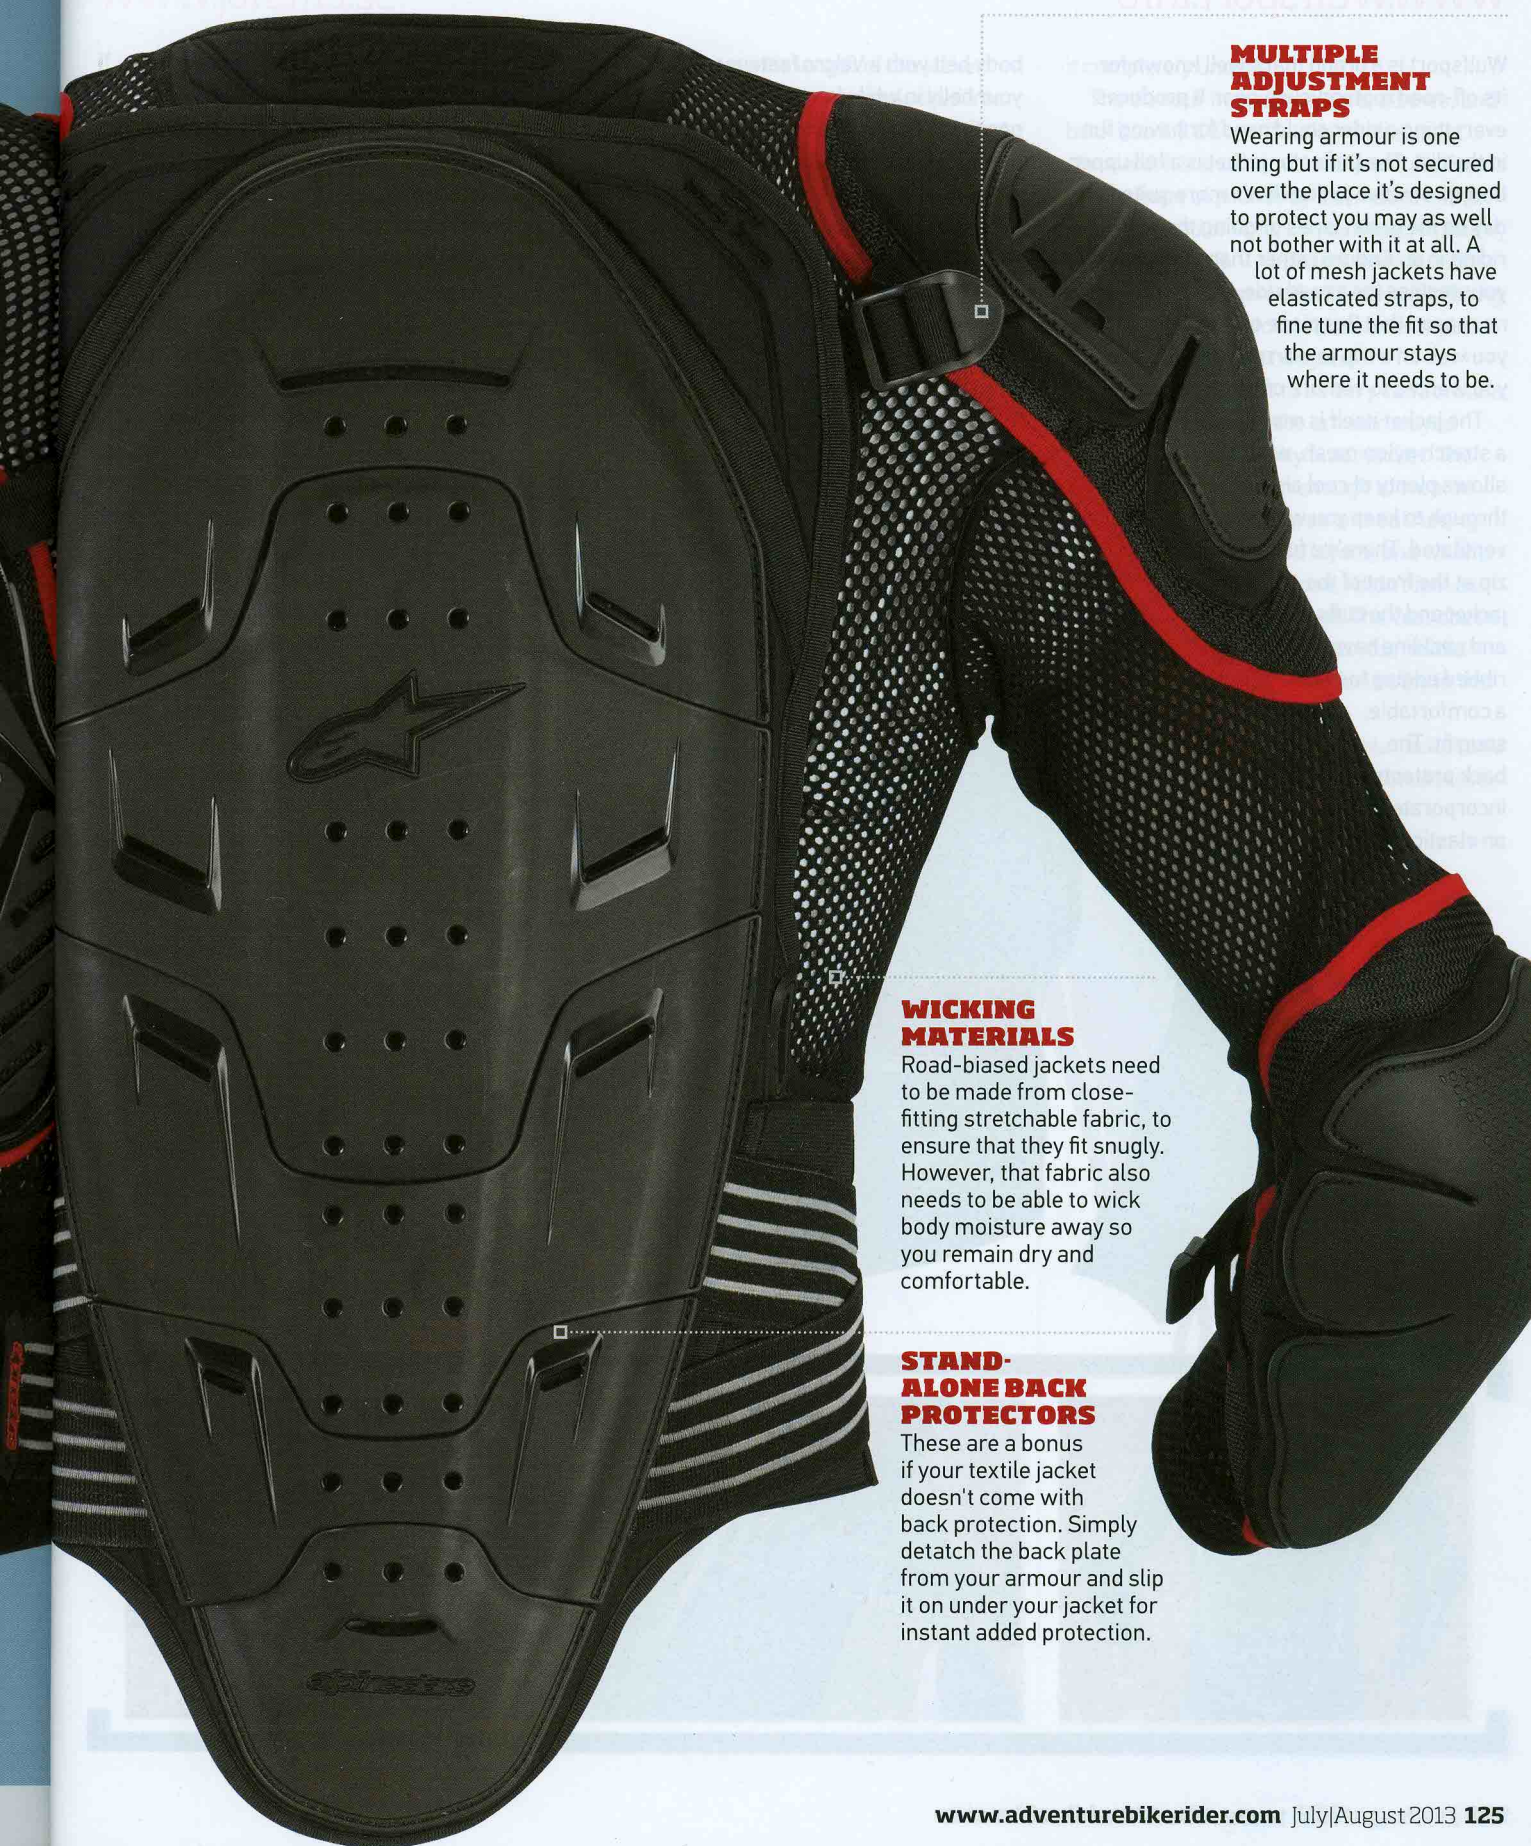 MULTIPLE
ADJUSTMENT
STRAPS
Wearing armour is one
thing but if it's not secured
over the place it's designed
to protect you may as well
not bother with it at all. A
lot of mesh jackets have
elasticated straps, to
fine tune the fit so that
the armour stays
where it needs to be.
WICKING
MATERIALS
Road-biased jackets need
to be made from close-
fitting stretchable fabric, to
ensure that they fit snugly.
However, that fabric also
needs to be able to wick
body moisture away so
you remain dry and
comfortable.
STAND-
ALONE BACK
PROTECTORS
These are a bonus
if your textile jacket
doesn't come with
back protection. Simply
detatch the back plate
from your armour and slip
it on under your jacket for
instant added protection.
alpinestars
www.adventurebikerider.com July|August 2013 125